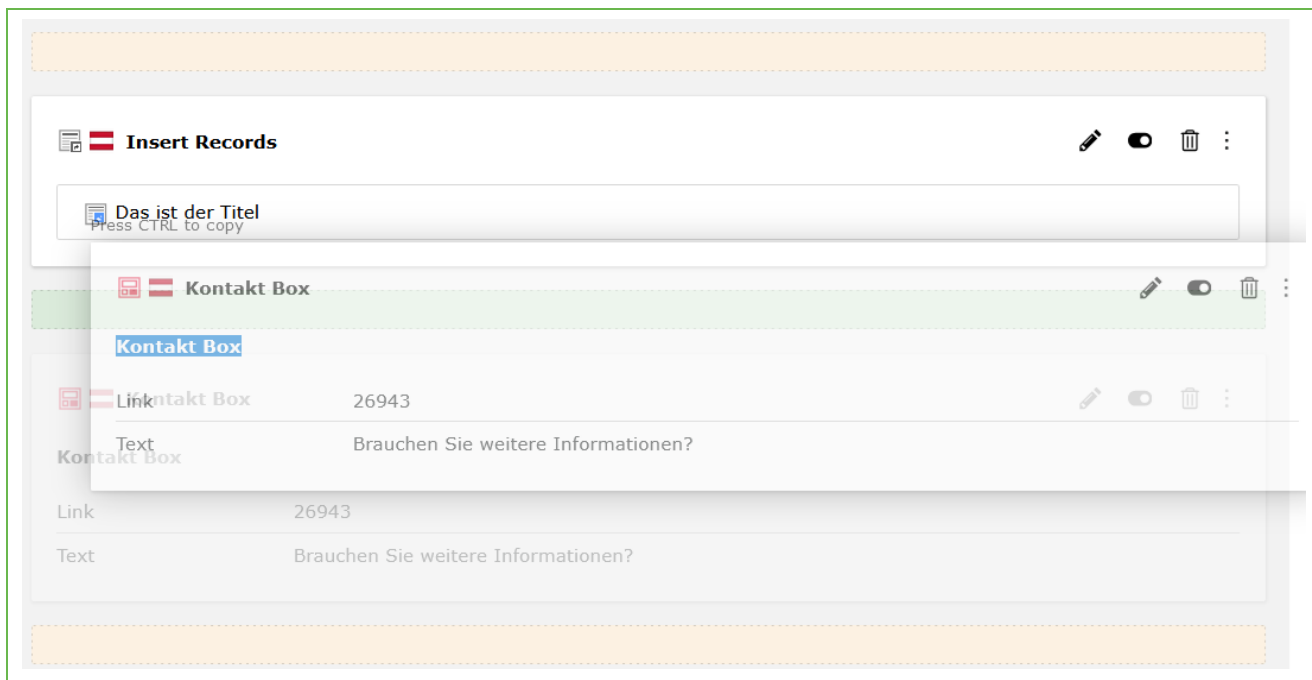 Insert Records
Das ist der Titel
Press CTRL to copy
Kontakt Box
Kontakt Box
Link 26943
Text Brauchen Sie weitere Informationen?
Kontakt Box
Kontakt Box
Link 26943
Text Brauchen Sie weitere Informationen?